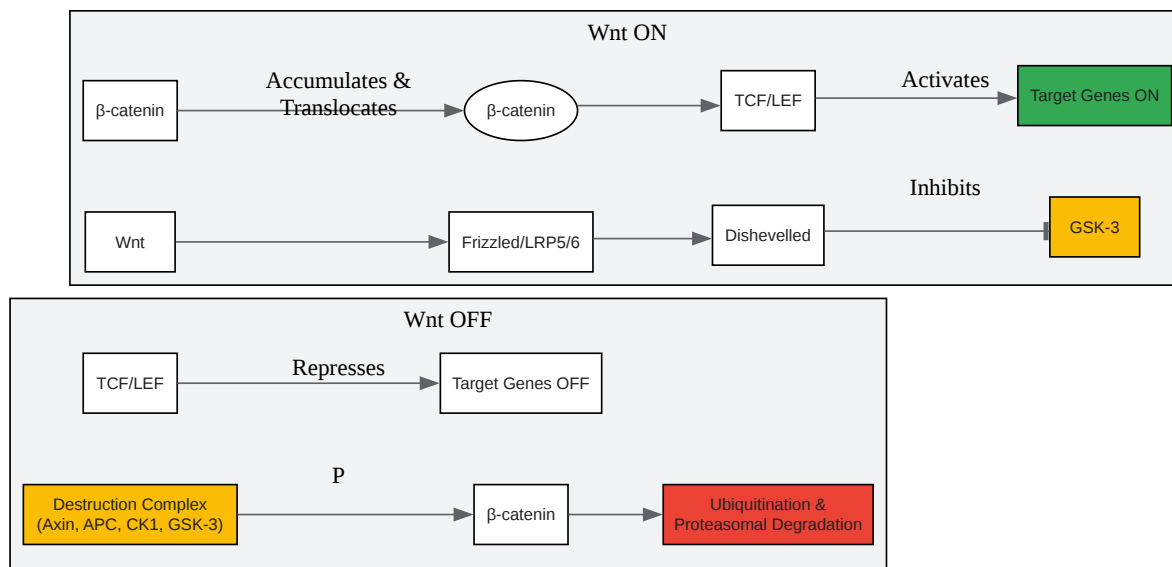 Wnt ON
Accumulates &
Translocates
Activates
β-catenin
β-catenin
TCF/LEF
Target Genes ON
Inhibits
Wnt
Frizzled/LRP5/6
Dishevelled
GSK-3
Wnt OFF
Represses
TCF/LEF
Target Genes OFF
P
Destruction Complex
(Axin, APC, CK1, GSK-3)
β-catenin
Ubiquitination &
Proteasomal Degradation